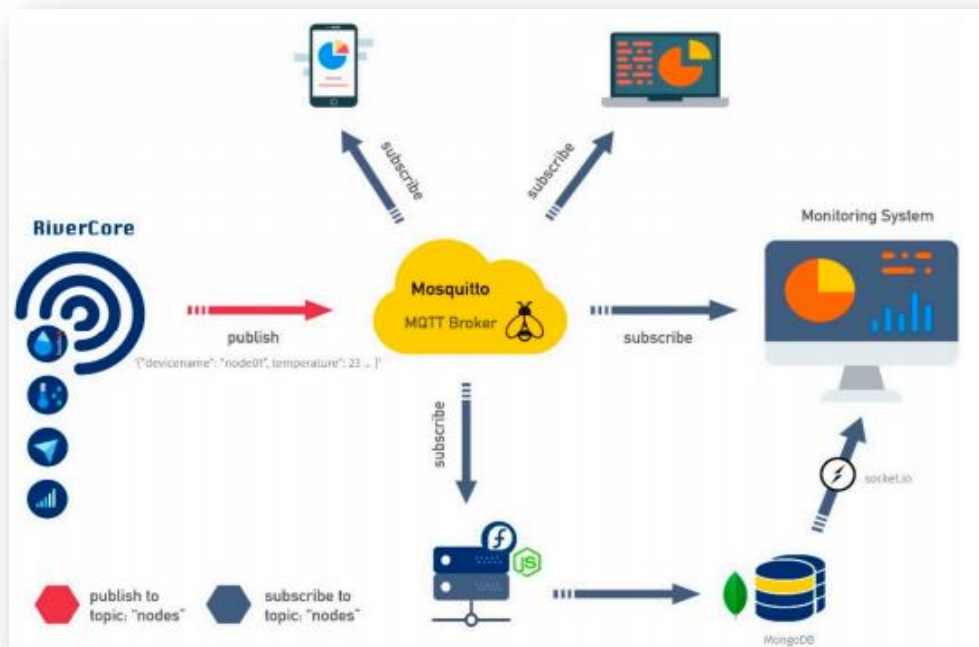 subscribe
subscribe
RiverCore
Monitoring System
Mosquitto
MQTT Broker
publish
subscribe
'{"devicename": "node01", temperature": 23 ... }'
subscribe
socket.io
JS
publish to
topic: "nodes"
subscribe to
topic: "nodes"
MongoDB